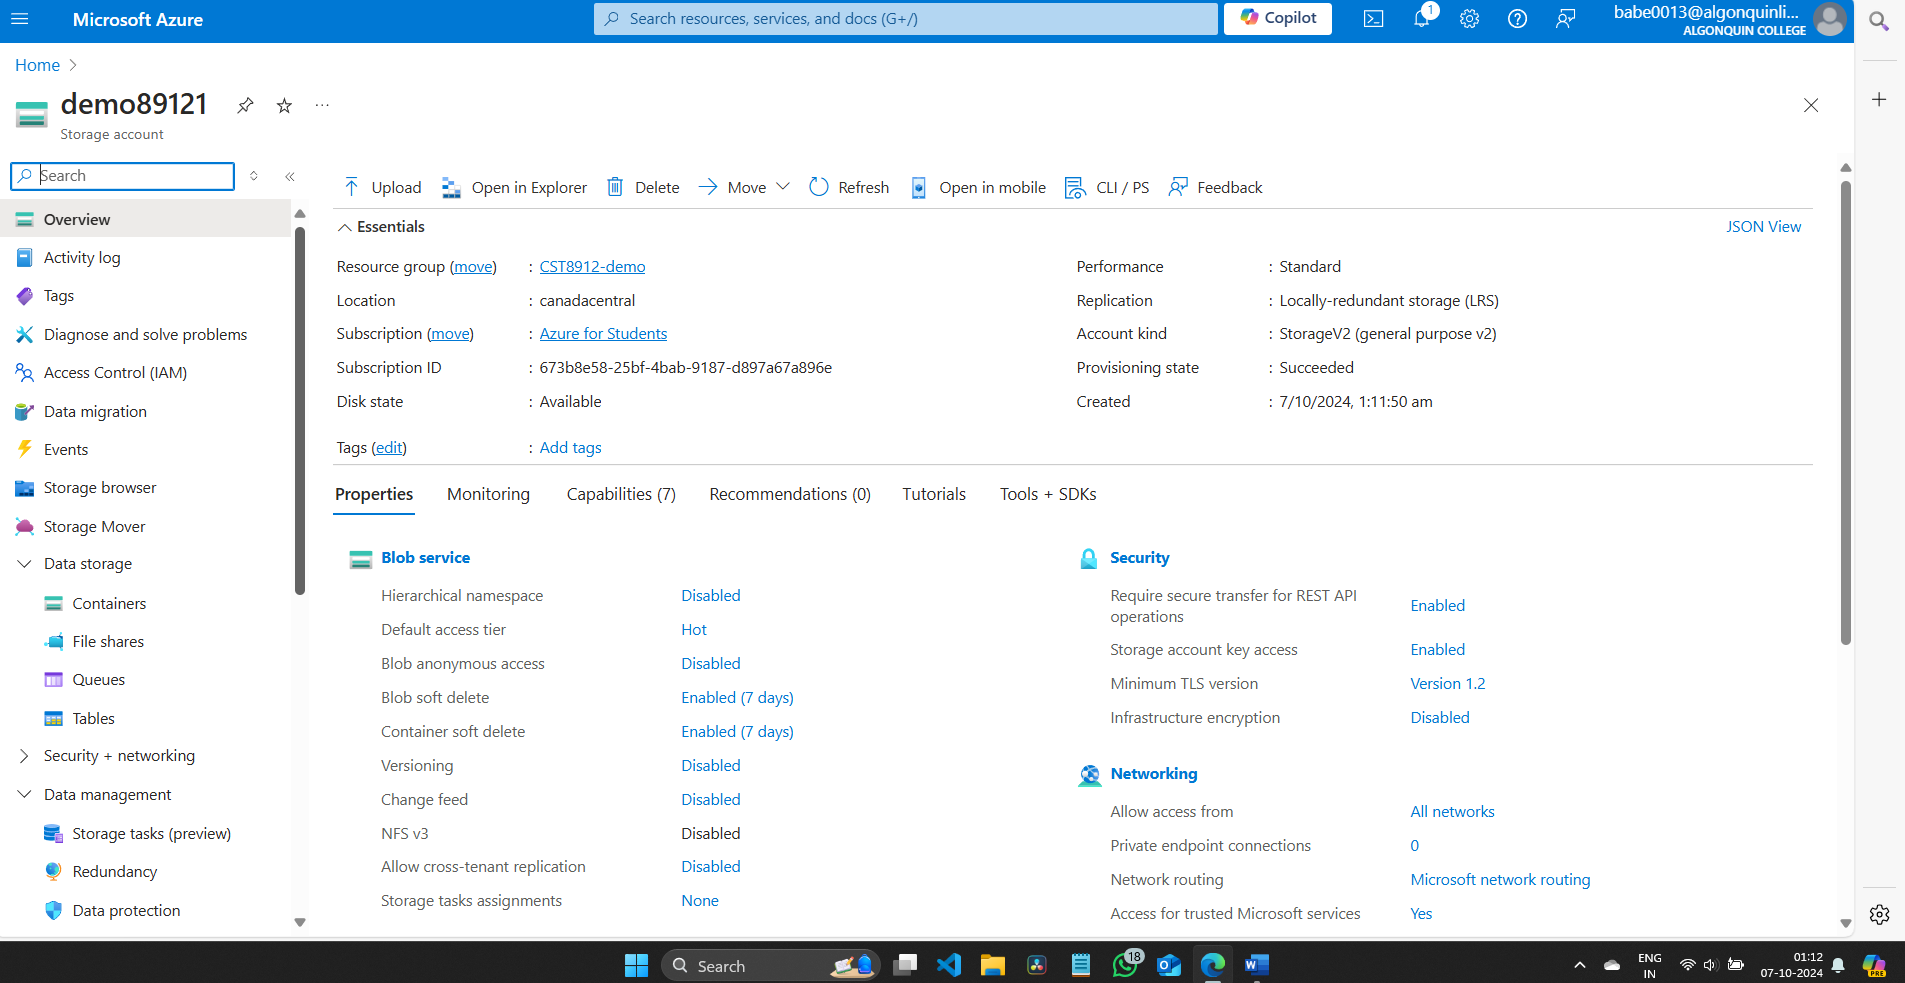 Microsoft Azure
Search resources, services, and docs (G+/)
Copilot
1
babe0013@algonquinli...
ALGONQUIN COLLEGE
Home
demo89121
Storage account
Search
Upload
Open in Explorer
Delete
Move
Refresh
Open in mobile
CLI / PS
Feedback
Overview
Activity log
Tags
Diagnose and solve problems
Access Control (IAM)
Data migration
Events
Storage browser
Storage Mover
Data storage
Containers
File shares
Queues
Tables
Security + networking
Data management
Storage tasks (preview)
Redundancy
Data protection
Essentials
JSON View
Resource group (move) : CST8912-demo
Location : canadacentral
Subscription (move) : Azure for Students
Subscription ID : 673b8e58-25bf-4bab-9187-d897a67a896e
Disk state : Available
Performance : Standard
Replication : Locally-redundant storage (LRS)
Account kind : StorageV2 (general purpose v2)
Provisioning state : Succeeded
Created : 7/10/2024, 1:11:50 am
Tags (edit) : Add tags
Properties
Monitoring
Capabilities (7)
Recommendations (0)
Tutorials
Tools + SDKs
Blob service
Hierarchical namespace Disabled
Default access tier Hot
Blob anonymous access Disabled
Blob soft delete Enabled (7 days)
Container soft delete Enabled (7 days)
Versioning Disabled
Change feed Disabled
NFS v3 Disabled
Allow cross-tenant replication Disabled
Storage tasks assignments None
Security
Require secure transfer for REST API
operations Enabled
Storage account key access Enabled
Minimum TLS version Version 1.2
Infrastructure encryption Disabled
Networking
Allow access from All networks
Private endpoint connections 0
Network routing Microsoft network routing
Access for trusted Microsoft services Yes
Search
18
ENG
IN
01:12
07-10-2024
PRE